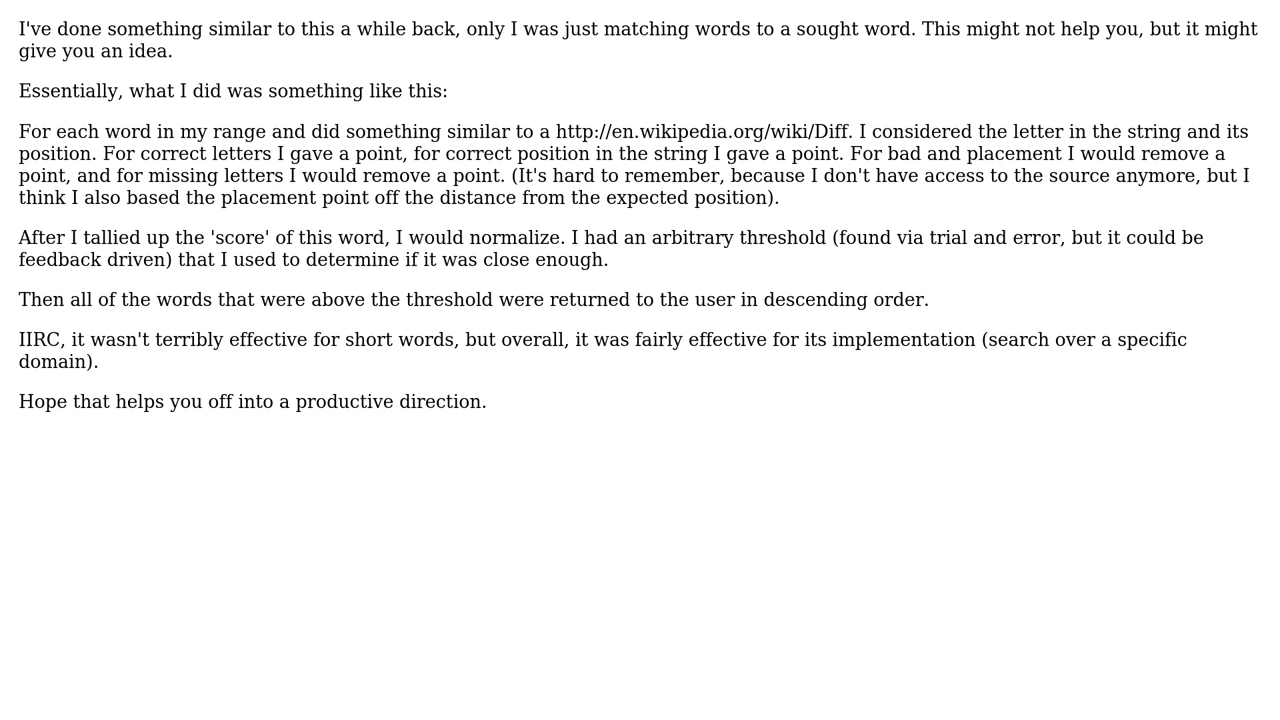 I've done something similar to this a while back, only I was just matching words to a sought word. This might not help you, but it might
give you an idea.
Essentially, what I did was something like this:
For each word in my range and did something similar to a http://en.wikipedia.org/wiki/Diff. I considered the letter in the string and its
position. For correct letters I gave a point, for correct position in the string I gave a point. For bad and placement I would remove a
point, and for missing letters I would remove a point. (It's hard to remember, because I don't have access to the source anymore, but I
think I also based the placement point off the distance from the expected position).
After I tallied up the 'score' of this word, I would normalize. I had an arbitrary threshold (found via trial and error, but it could be
feedback driven) that I used to determine if it was close enough.
Then all of the words that were above the threshold were returned to the user in descending order.
IIRC, it wasn't terribly effective for short words, but overall, it was fairly effective for its implementation (search over a specific
domain).
Hope that helps you off into a productive direction.